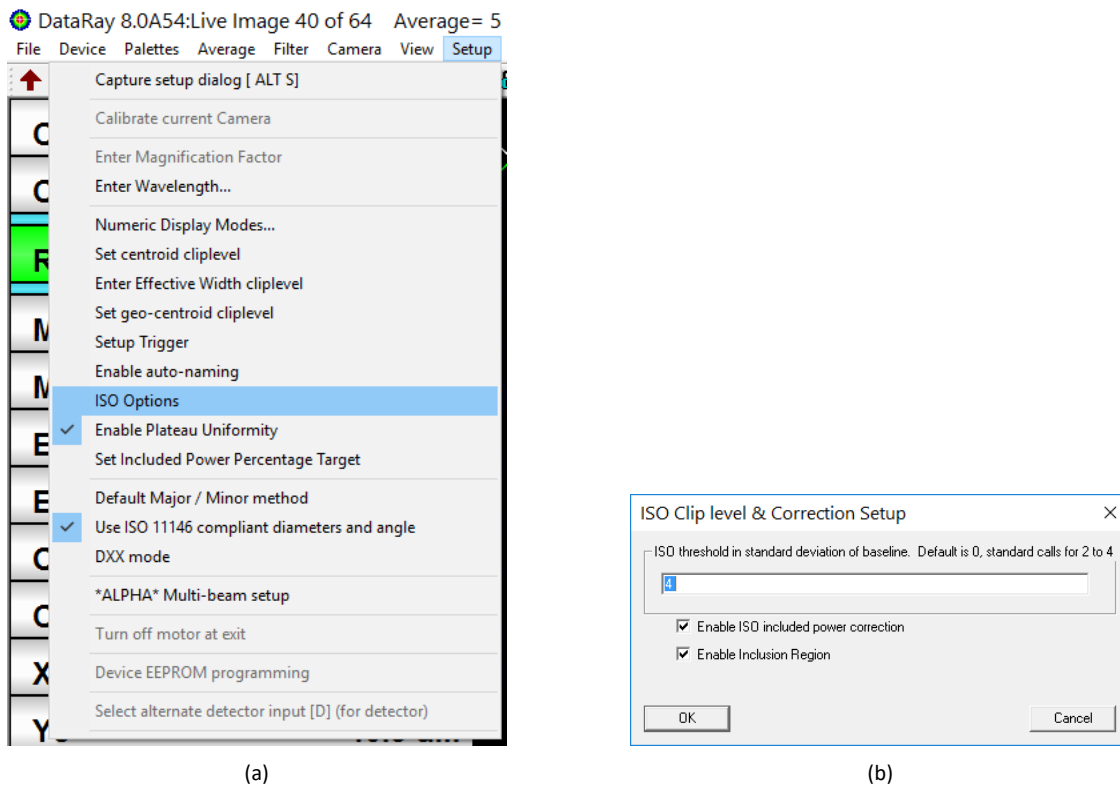 DataRay 8.0A54:Live Image 40 of 64 Average= 5
File Device Palettes Average Filter Camera View Setup
Capture setup dialog [ ALT S]
Calibrate current Camera
Enter Magnification Factor
Enter Wavelength...
Numeric Display Modes...
Set centroid cliplevel
Enter Effective Width cliplevel
Set geo-centroid cliplevel
Setup Trigger
Enable auto-naming
ISO Options
Enable Plateau Uniformity
Set Included Power Percentage Target
Default Major / Minor method
Use ISO 11146 compliant diameters and angle
DXX mode
*ALPHA* Multi-beam setup
Turn off motor at exit
Device EEPROM programming
Select alternate detector input [D] (for detector)
(a)
ISO Clip level & Correction Setup
ISO threshold in standard deviation of baseline. Default is 0, standard calls for 2 to 4
4
Enable ISO included power correction
Enable Inclusion Region
OK Cancel
(b)